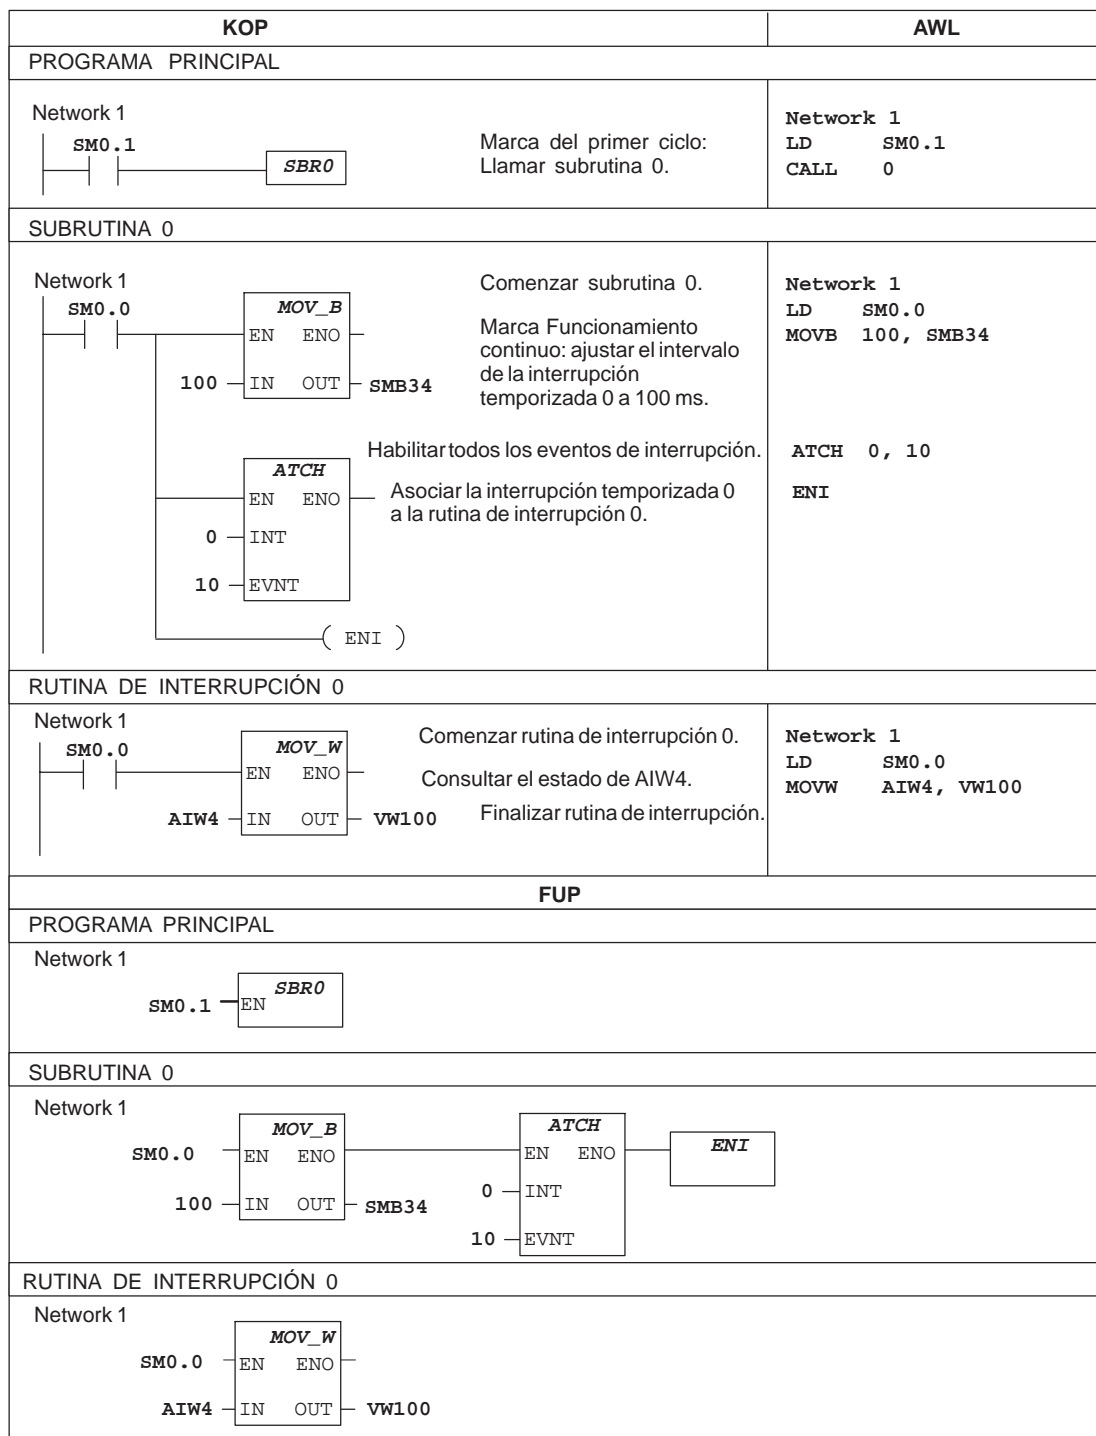 KOP AWL
PROGRAMA PRINCIPAL
Network 1
SM0.1
SBR0
Marca del primer ciclo:
Llamar subrutina 0.
Network 1
LD SM0.1
CALL 0
SUBRUTINA 0
Network 1
SM0.0
MOV_B
EN ENO
100 IN OUT SMB34
Comenzar subrutina 0.
Marca Funcionamiento
continuo: ajustar el intervalo
de la interrupción
temporizada 0 a 100 ms.
Network 1
LD SM0.0
MOVB 100, SMB34
Habilitar todos los eventos de interrupción.
ATCH 0, 10
ATCH
EN ENO
0 INT
10 EVNT
Asociar la interrupción temporizada 0
a la rutina de interrupción 0.
ENI
( ENI )
RUTINA DE INTERRUPCIÓN 0
Network 1
SM0.0
MOV_W
EN ENO
AIW4 IN OUT VW100
Comenzar rutina de interrupción 0.
Consultar el estado de AIW4.
Finalizar rutina de interrupción.
Network 1
LD SM0.0
MOVW AIW4, VW100
FUP
PROGRAMA PRINCIPAL
Network 1
SBR0
SM0.1 EN
SUBRUTINA 0
Network 1
MOV_B
SM0.0 EN ENO
100 IN OUT SMB34
ATCH
EN ENO
0 INT
10 EVNT
ENI
RUTINA DE INTERRUPCIÓN 0
Network 1
MOV_W
SM0.0 EN ENO
AIW4 IN OUT VW100